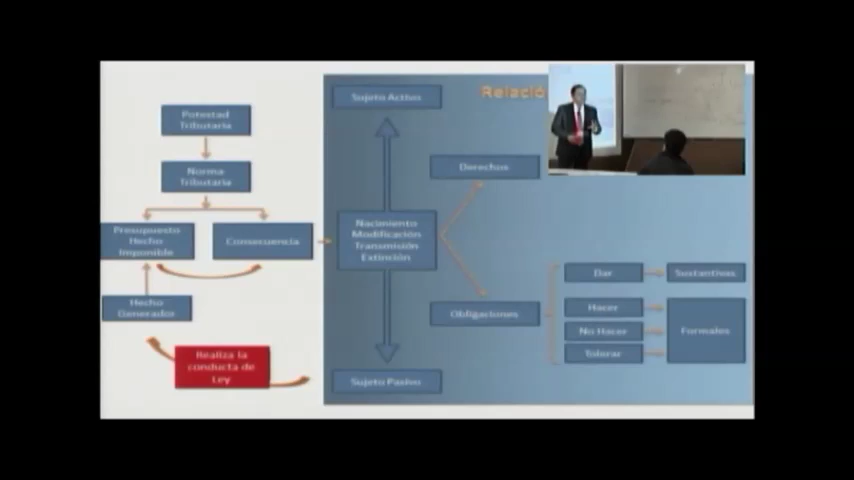 Sujeto Activo
Relació
Potestad
Tributaria
Norma
Tributaria
Derechos
Presupuesto
Hecho
Imponible
Consecuencia
Nacimiento
Modificación
Transmisión
Extinción
Dar
Sustantivas
Hecho
Generador
Obligaciones
Hacer
No Hacer
Tolerar
Formales
Realiza la
conducta de
Ley
Sujeto Pasivo